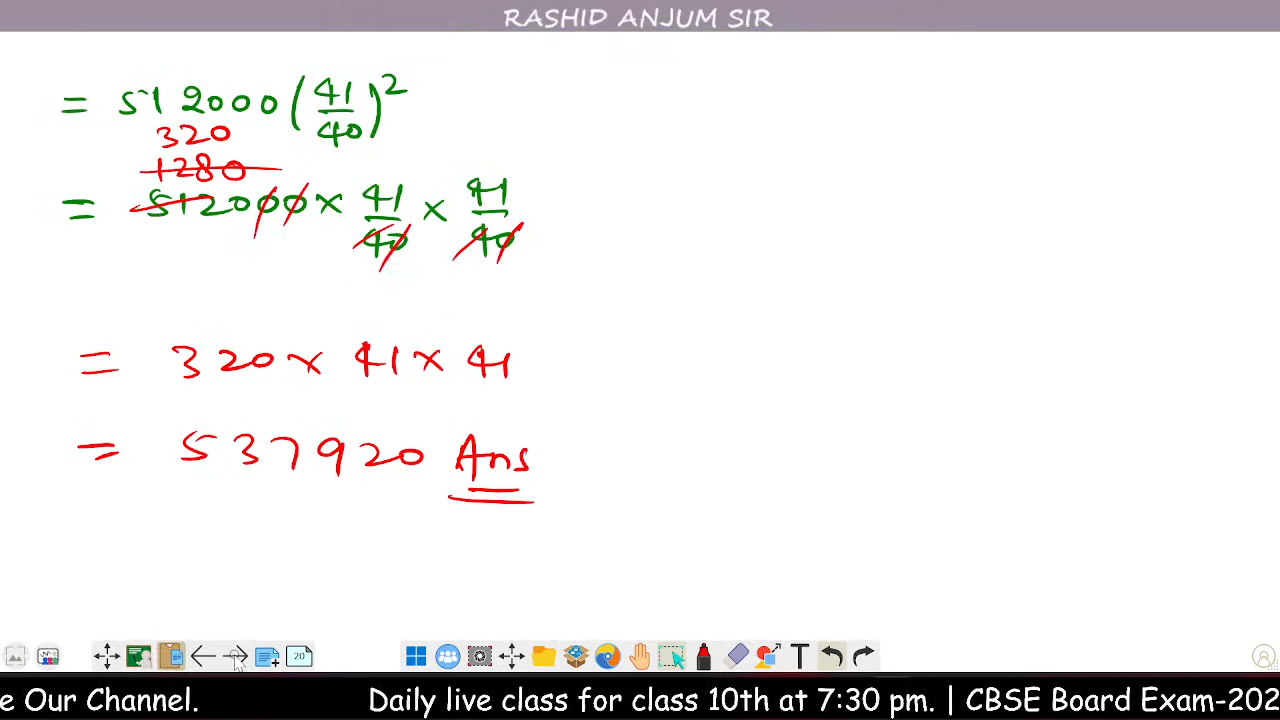 RASHID ANJUM SIR
= 512000 (41/40)²
320
1280
= 512000 × 41/40 × 41/40
= 320 × 41 × 41
= 537920 Ans
20
e Our Channel. Daily live class for class 10th at 7:30 pm. | CBSE Board Exam-202